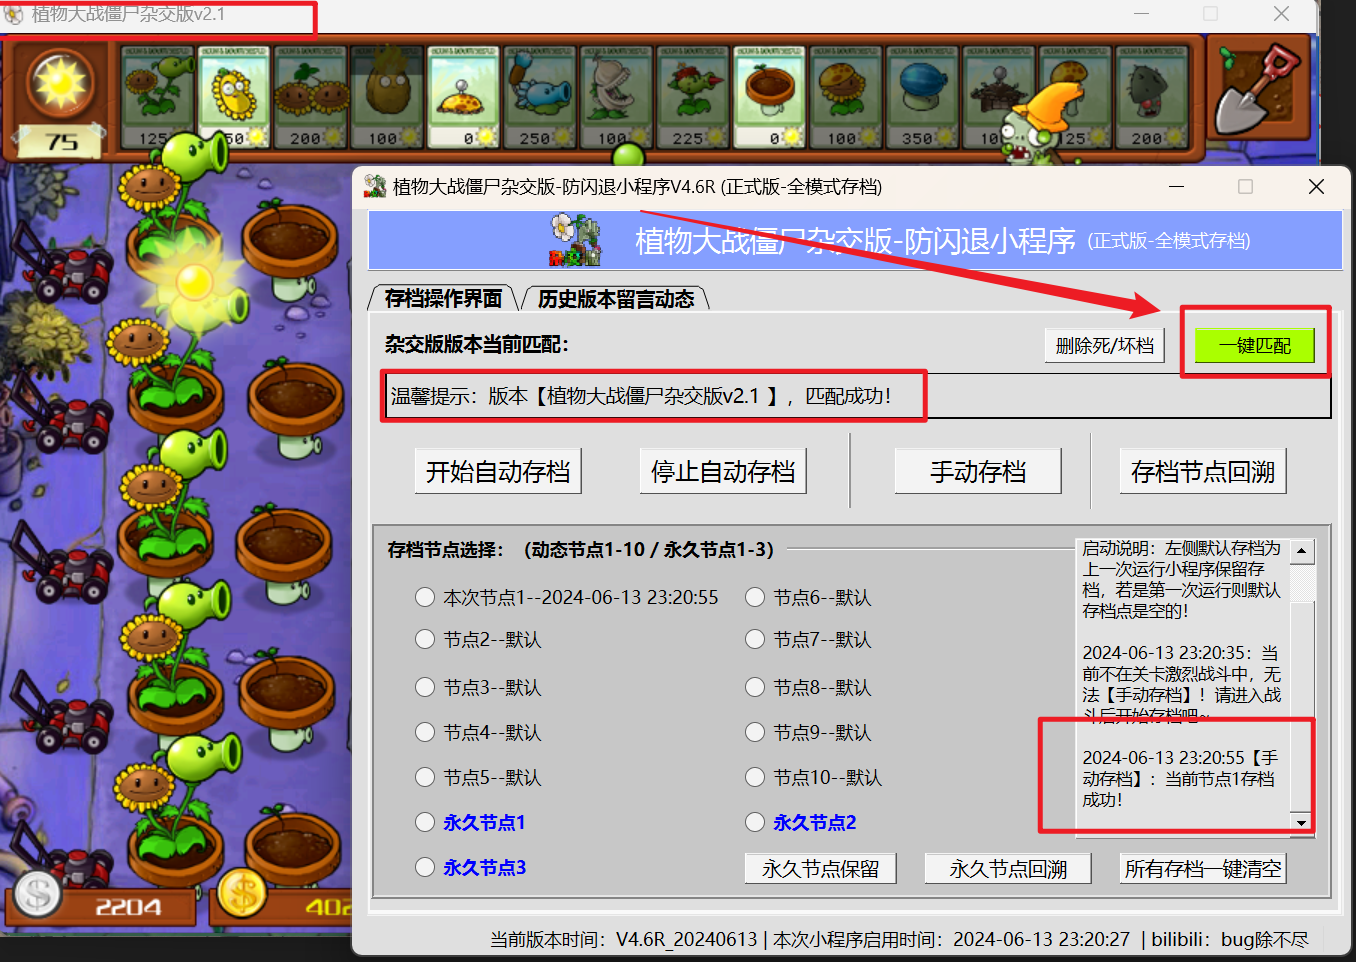 植物大战僵尸杂交版v2.1
75
125
50
200
100
0
250
100
225
0
100
350
125
200
植物大战僵尸杂交版-防闪退小程序V4.6R (正式版-全模式存档)
植物大战僵尸杂交版-防闪退小程序 (正式版-全模式存档)
存档操作界面 历史版本留言动态
杂交版版本当前匹配：
删除死/坏档
一键匹配
温馨提示：版本【植物大战僵尸杂交版v2.1 】，匹配成功！
开始自动存档 停止自动存档 手动存档 存档节点回溯
存档节点选择：（动态节点1-10 / 永久节点1-3）
本次节点1--2024-06-13 23:20:55
节点6--默认
节点2--默认
节点7--默认
节点3--默认
节点8--默认
节点4--默认
节点9--默认
节点5--默认
节点10--默认
永久节点1
永久节点2
永久节点3
启动说明：左侧默认存档为
上一次运行小程序保留存
档，若是第一次运行则默认
存档点是空的！
2024-06-13 23:20:35：当
前不在关卡激烈战斗中，无
法【手动存档】！请进入战
斗后开始存档吧~
2024-06-13 23:20:55【手
动存档】：当前节点1存档
成功！
永久节点保留 永久节点回溯 所有存档一键清空
2204
402
当前版本时间：V4.6R_20240613 | 本次小程序启用时间：2024-06-13 23:20:27 | bilibili：bug除不尽